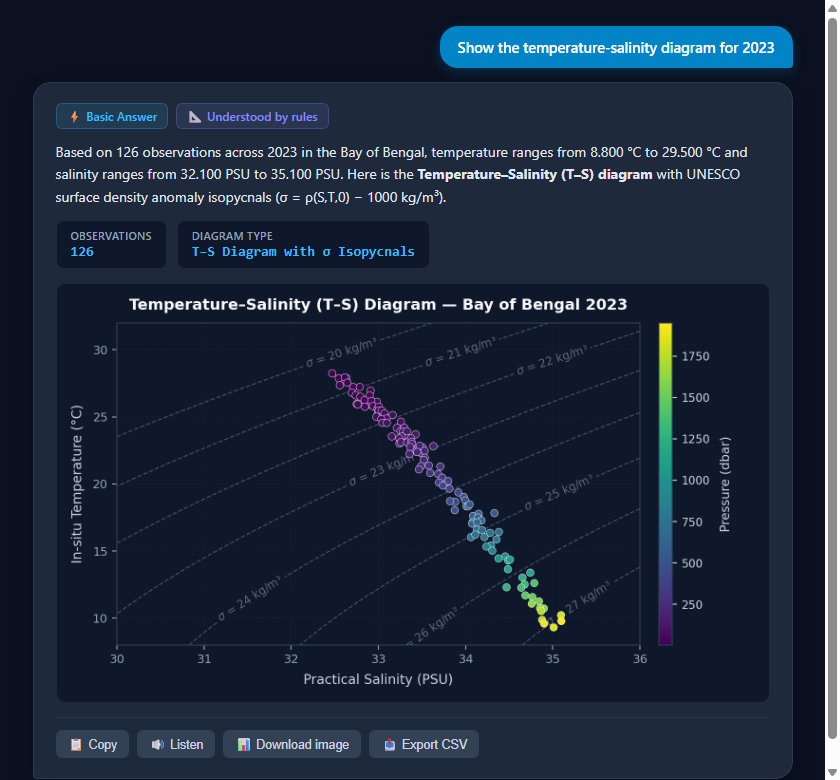 Show the temperature-salinity diagram for 2023
⚡ Basic Answer
📐 Understood by rules
Based on 126 observations across 2023 in the Bay of Bengal, temperature ranges from 8.800 °C to 29.500 °C and
salinity ranges from 32.100 PSU to 35.100 PSU. Here is the Temperature–Salinity (T–S) diagram with UNESCO
surface density anomaly isopycnals (σ = ρ(S,T,0) − 1000 kg/m³).
OBSERVATIONS
126
DIAGRAM TYPE
T–S Diagram with σ Isopycnals
Temperature–Salinity (T–S) Diagram — Bay of Bengal 2023
σ = 20 kg/m³
σ = 21 kg/m³
σ = 22 kg/m³
σ = 23 kg/m³
σ = 24 kg/m³
σ = 25 kg/m³
= 26 kg/m³
27 kg/m³
30
25
20
15
10
In-situ Temperature (°C)
30 31 32 33 34 35 36
Practical Salinity (PSU)
1750
1500
1250
1000
750
500
250
Pressure (dbar)
📋 Copy
🔊 Listen
📊 Download image
📥 Export CSV